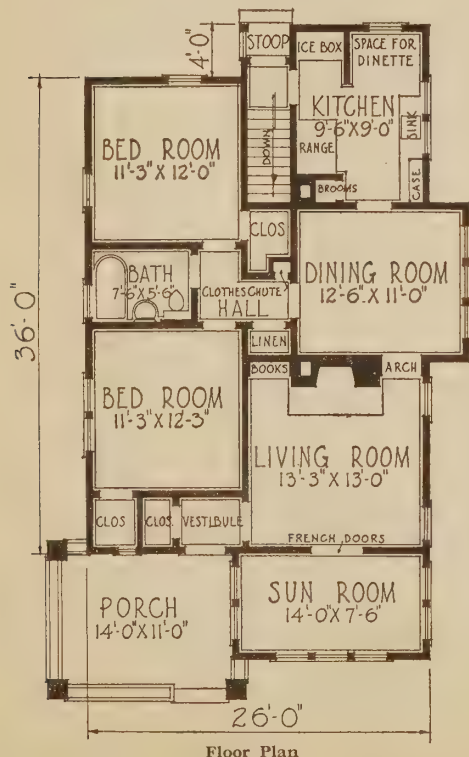 4'-0"
STOOP
ICE BOX
SPACE FOR
DINETTE
KITCHEN
9'-6"X9'-0"
SINK
RANGE
DOWN
BROOMS
CASE
BED ROOM
11'-3"X 12'-0"
CLOS
BATH
7'-6"X5'-6"
CLOTHES CHUTE
HALL
DINING ROOM
12'-6".X 11'-0"
LINEN
36'-0"
BED ROOM
11'-3"X 12'-3"
BOOKS
ARCH
LIVING ROOM
13'-3"X 13'-0"
CLOS
CLOS.
VESTIBULE
FRENCH DOORS
PORCH
14'-0"X11'-0"
SUN ROOM
14'-0"X 7'-6"
26'-0"
Floor Plan